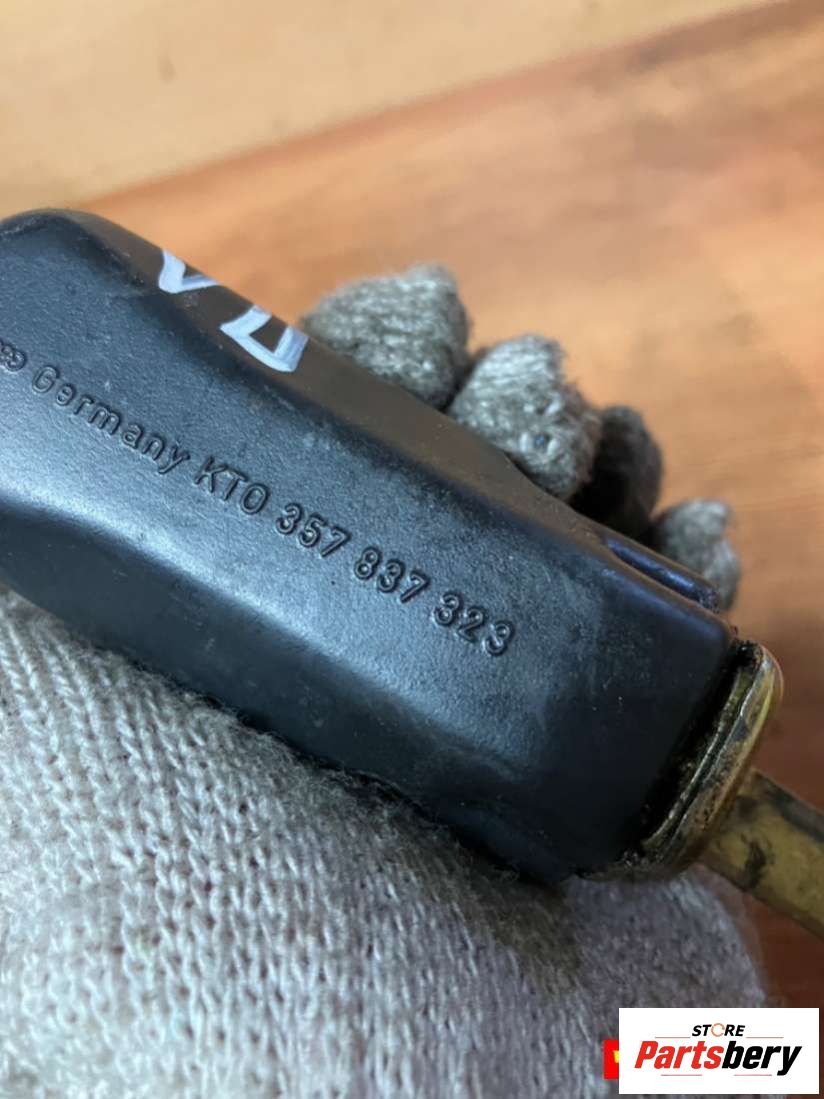 Germany KTO 357 837 323
STORE
Partsbery